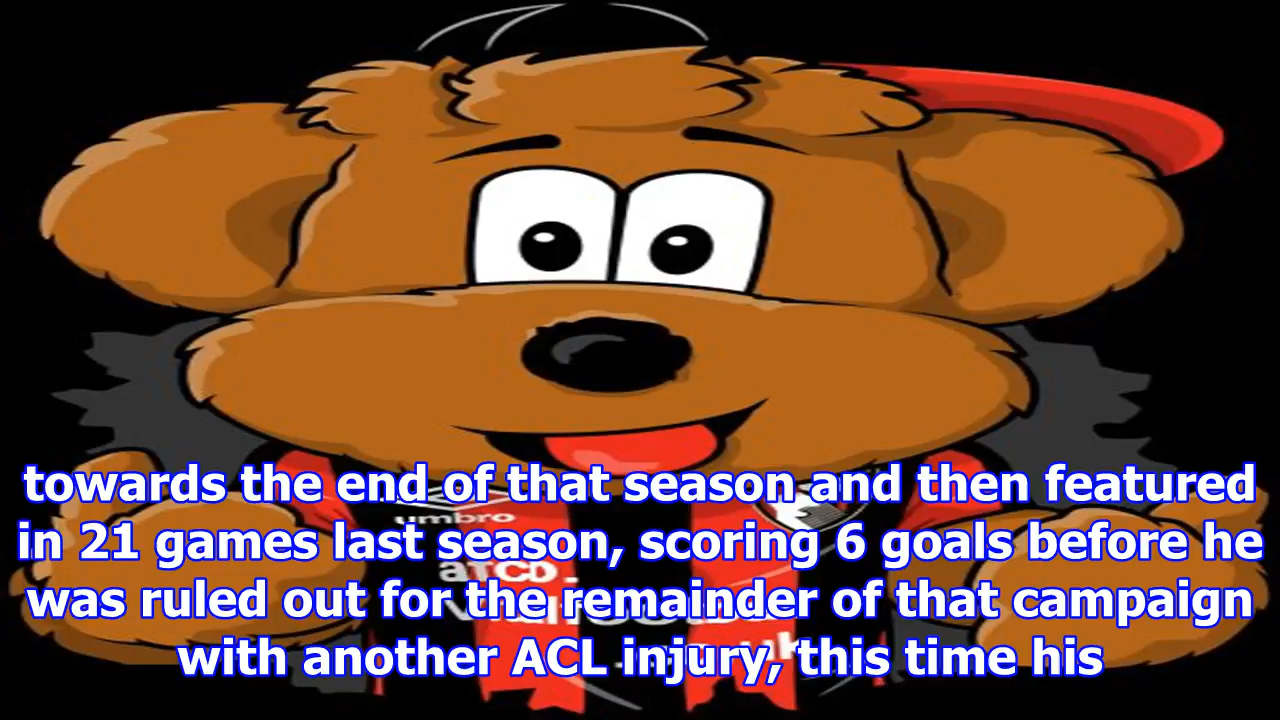 towards the end of that season and then featured
in 21 games last season, scoring 6 goals before he
was ruled out for the remainder of that campaign
with another ACL injury, this time his
umbro